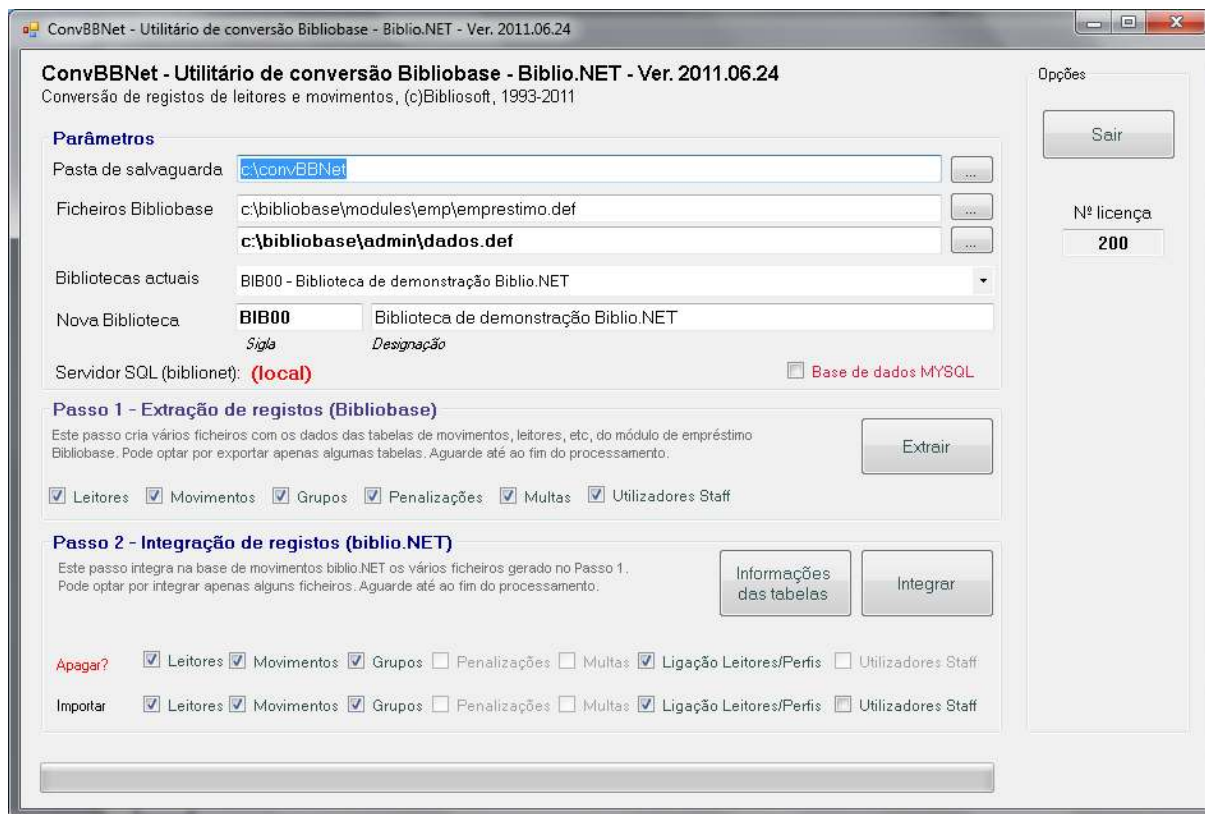 ConvBBNet - Utilitário de conversão Bibliobase - Biblio.NET - Ver. 2011.06.24
ConvBBNet - Utilitário de conversão Bibliobase - Biblio.NET - Ver. 2011.06.24
Conversão de registos de leitores e movimentos, (c)Bibliosoft, 1993-2011
Opções
Sair
Nº licença
200
Parâmetros
Pasta de salvaguarda c:\convBBNet ...
Ficheiros Bibliobase c:\bibliobase\modules\emp\emprestimo.def ...
c:\bibliobase\admin\dados.def ...
Bibliotecas actuais BIB00 - Biblioteca de demonstração Biblio.NET
Nova Biblioteca BIB00 Biblioteca de demonstração Biblio.NET
Sigla Designação
Servidor SQL (biblionet): (local) Base de dados MYSQL
Passo 1 - Extração de registos (Bibliobase)
Este passo cria vários ficheiros com os dados das tabelas de movimentos, leitores, etc, do módulo de empréstimo
Bibliobase. Pode optar por exportar apenas algumas tabelas. Aguarde até ao fim do processamento.
Extrair
Leitores Movimentos Grupos Penalizações Multas Utilizadores Staff
Passo 2 - Integração de registos (biblio.NET)
Este passo integra na base de movimentos biblio.NET os vários ficheiros gerado no Passo 1.
Pode optar por integrar apenas alguns ficheiros. Aguarde até ao fim do processamento.
Informações
das tabelas
Integrar
Apagar? Leitores Movimentos Grupos Penalizações Multas Ligação Leitores/Perfis Utilizadores Staff
Importar Leitores Movimentos Grupos Penalizações Multas Ligação Leitores/Perfis Utilizadores Staff